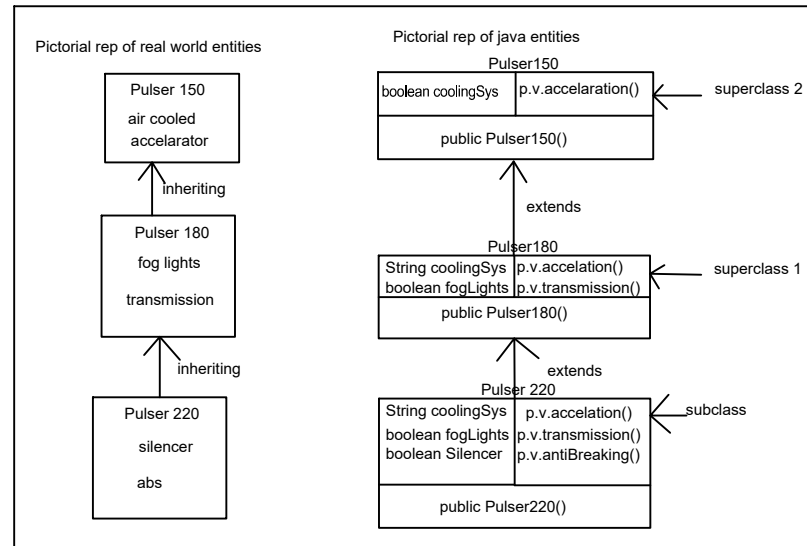 Pictorial rep of real world entities
Pulser 150
air cooled
accelarator
inheriting
Pulser 180
fog lights
transmission
inheriting
Pulser 220
silencer
abs
Pictorial rep of java entities
Pulser150
boolean coolingSys
p.v.accelaration()
superclass 2
public Pulser150()
extends
Pulser180
String coolingSys
p.v.accelation()
boolean fogLights
p.v.transmission()
superclass 1
public Pulser180()
extends
Pulser 220
String coolingSys
p.v.accelation()
subclass
boolean fogLights
p.v.transmission()
boolean Silencer
p.v.antiBreaking()
public Pulser220()